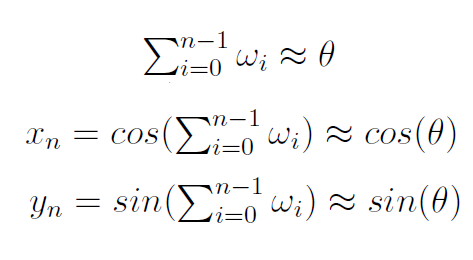 ∑_{i=0}^{n−1} ω_i ≈ θ
x_n = cos(∑_{i=0}^{n−1} ω_i) ≈ cos(θ)
y_n = sin(∑_{i=0}^{n−1} ω_i) ≈ sin(θ)